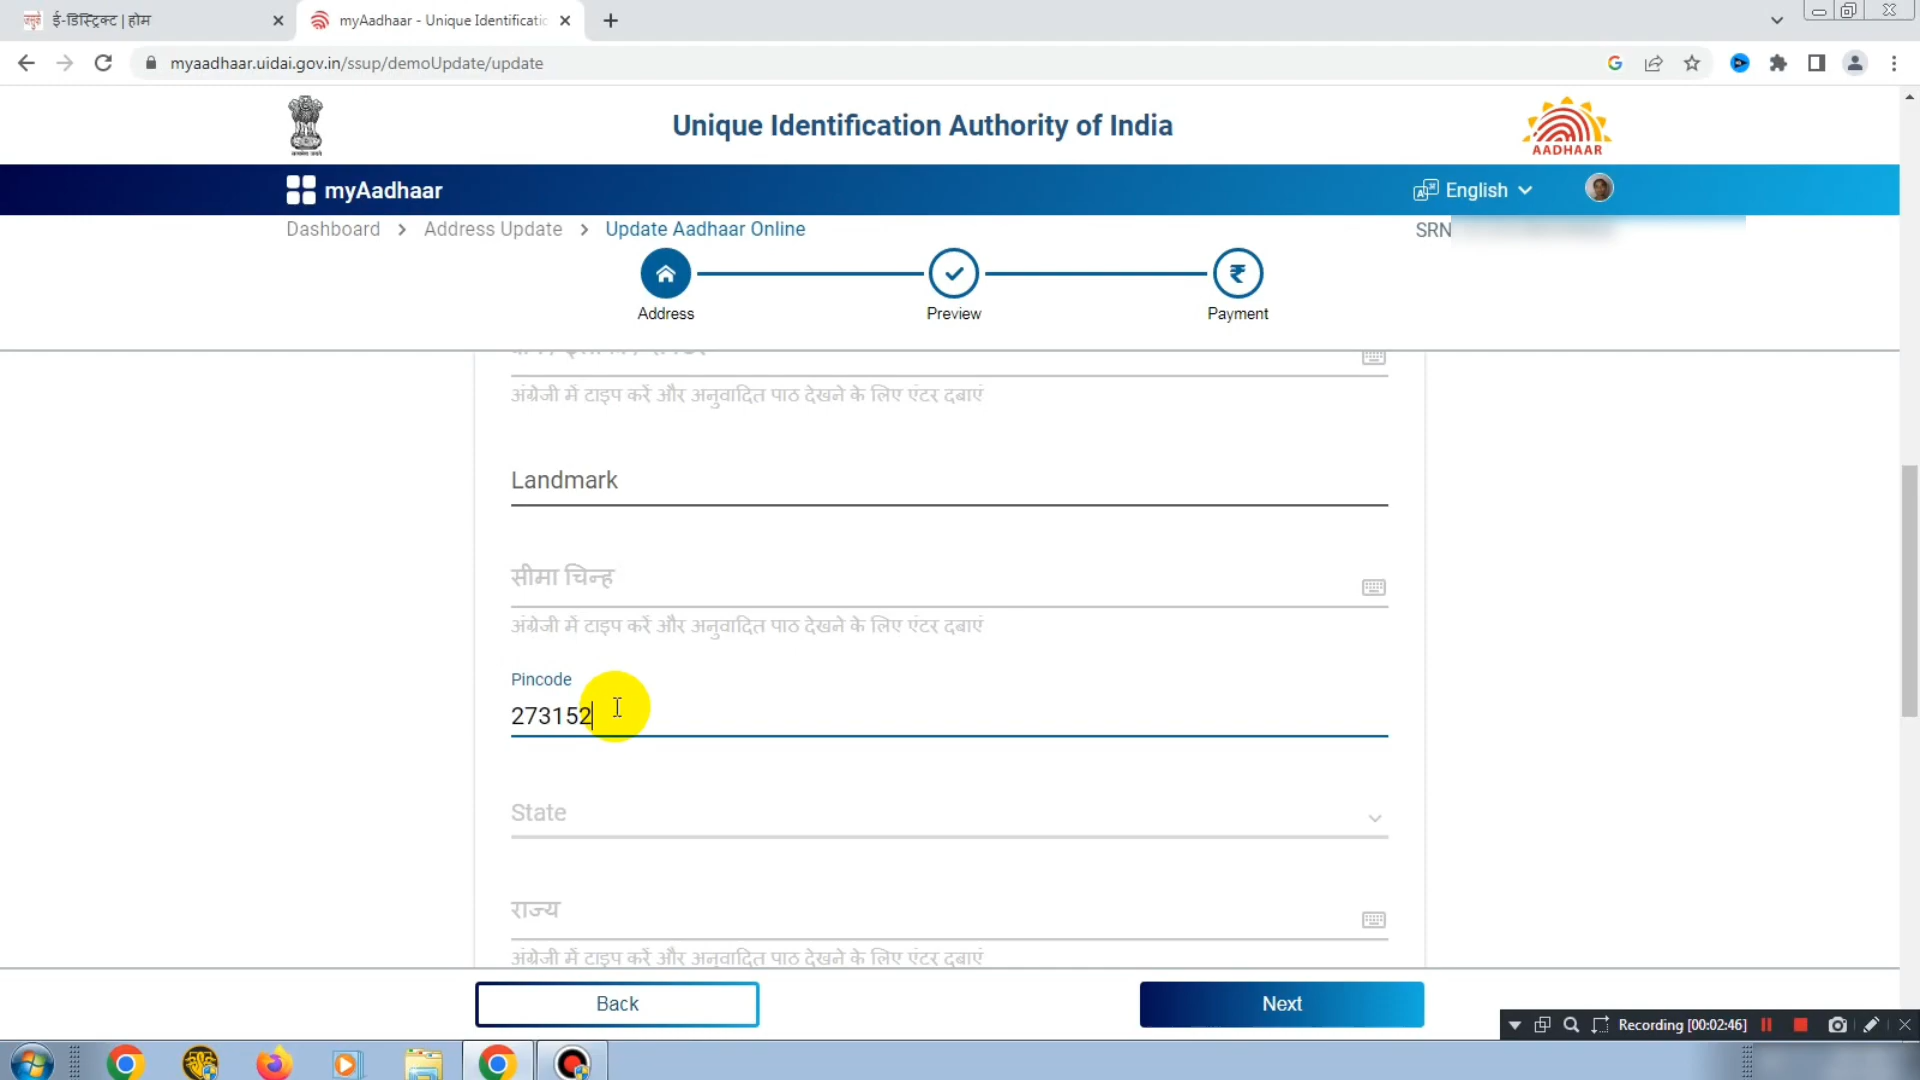 ई-डिस्ट्रिक्ट | होम
myAadhaar - Unique Identificatic
myaadhaar.uidai.gov.in/ssup/demoUpdate/update
Unique Identification Authority of India
AADHAAR
myAadhaar
English
Dashboard > Address Update > Update Aadhaar Online
SRN
Address
Preview
Payment
अंग्रेजी में टाइप करें और अनुवादित पाठ देखने के लिए एंटर दबाएं
Landmark
सीमा चिन्ह
अंग्रेजी में टाइप करें और अनुवादित पाठ देखने के लिए एंटर दबाएं
Pincode
273152
State
राज्य
अंग्रेजी में टाइप करें और अनुवादित पाठ देखने के लिए एंटर दबाएं
Back
Next
Recording [00:02:46]